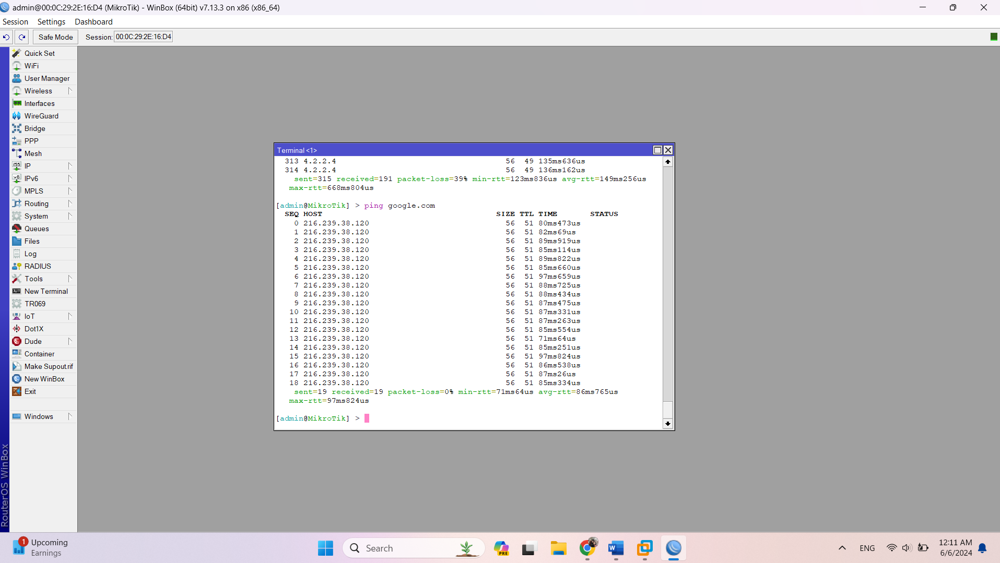 admin@00:0C:29:2E:16:D4 (MikroTik) - WinBox (64bit) v7.13.3 on x86 (x86_64)
Session Settings Dashboard
Safe Mode Session: 00:0C:29:2E:16:D4
Quick Set
WiFi
User Manager
Wireless
Interfaces
WireGuard
Bridge
PPP
Mesh
IP
IPv6
MPLS
Routing
System
Queues
Files
Log
RADIUS
Tools
New Terminal
TR069
IoT
Dot1X
Dude
Container
Make Supout.rif
New WinBox
Exit
Windows
RouterOS WinBox
Terminal <1>
313 4.2.2.4 56 49 135ms636us
314 4.2.2.4 56 49 136ms162us
sent=315 received=191 packet-loss=39% min-rtt=123ms836us avg-rtt=149ms256us
max-rtt=668ms804us
[admin@MikroTik] > ping google.com
SEQ HOST SIZE TTL TIME STATUS
0 216.239.38.120 56 51 80ms473us
1 216.239.38.120 56 51 82ms69us
2 216.239.38.120 56 51 89ms919us
3 216.239.38.120 56 51 85ms114us
4 216.239.38.120 56 51 89ms822us
5 216.239.38.120 56 51 85ms660us
6 216.239.38.120 56 51 97ms659us
7 216.239.38.120 56 51 88ms725us
8 216.239.38.120 56 51 88ms434us
9 216.239.38.120 56 51 87ms475us
10 216.239.38.120 56 51 87ms331us
11 216.239.38.120 56 51 87ms263us
12 216.239.38.120 56 51 85ms554us
13 216.239.38.120 56 51 71ms64us
14 216.239.38.120 56 51 85ms251us
15 216.239.38.120 56 51 97ms824us
16 216.239.38.120 56 51 86ms538us
17 216.239.38.120 56 51 87ms26us
18 216.239.38.120 56 51 85ms334us
sent=19 received=19 packet-loss=0% min-rtt=71ms64us avg-rtt=86ms765us
max-rtt=97ms824us
[admin@MikroTik] >
1
Upcoming
Earnings
Search
PRE
ENG
12:11 AM
6/6/2024